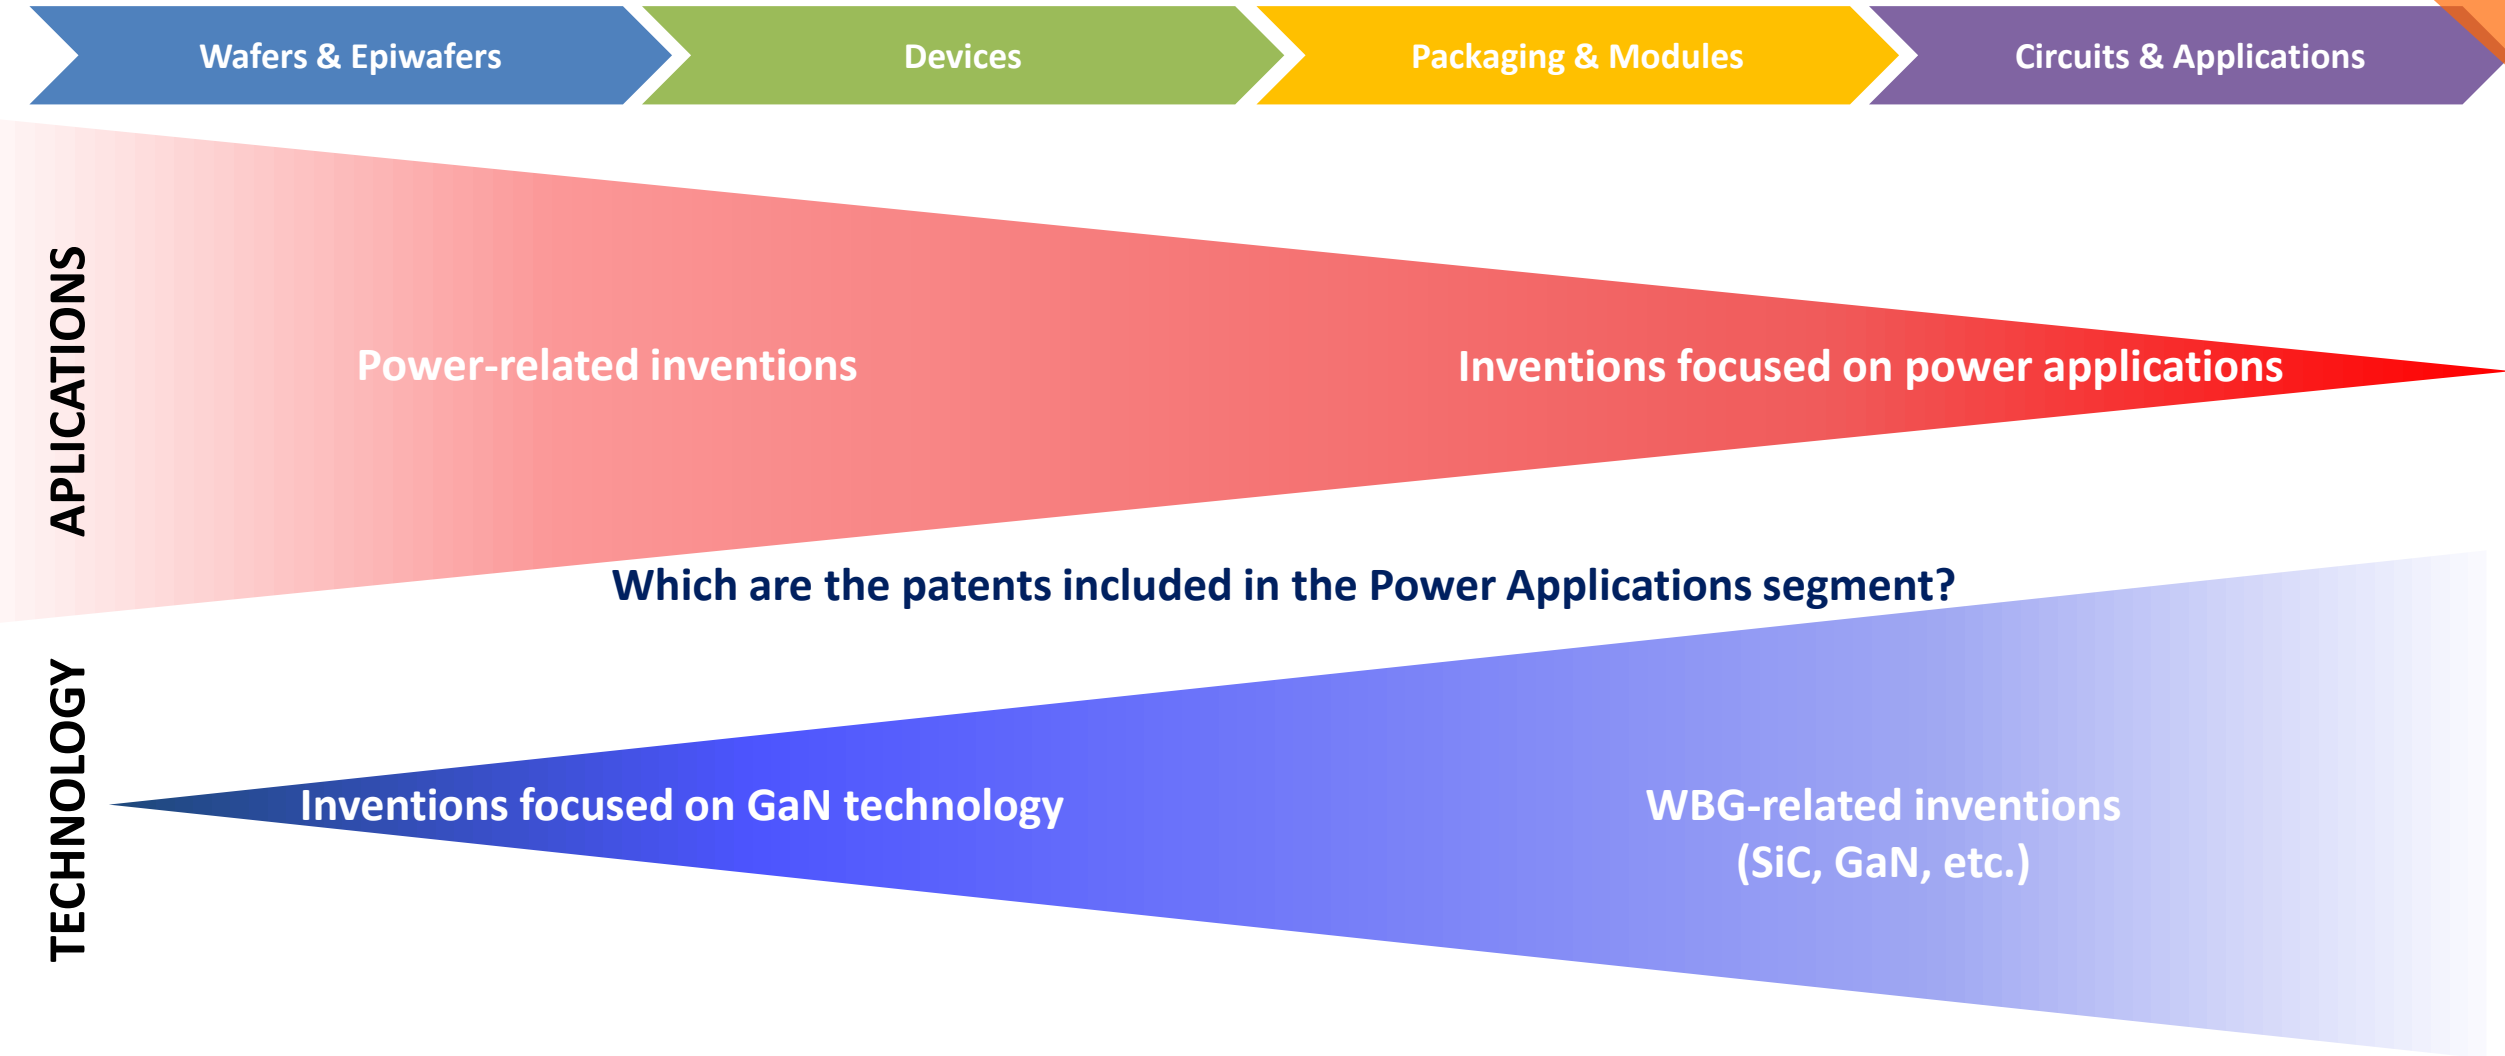 Wafers & Epiwafers
Devices
Packaging & Modules
Circuits & Applications
APLICATIONS
Power-related inventions
Inventions focused on power applications
Which are the patents included in the Power Applications segment?
TECHNOLOGY
Inventions focused on GaN technology
WBG-related inventions
(SiC, GaN, etc.)